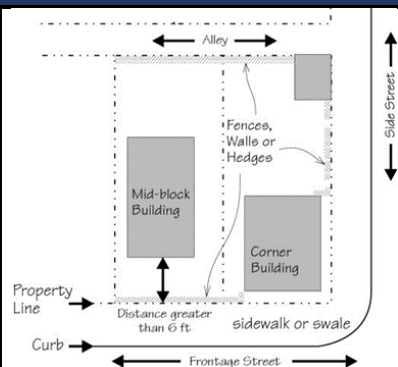 Alley
Side Street
Fences,
Walls or
Hedges
Mid-block
Building
Corner
Building
Property
Line
Distance greater
than 6 ft
sidewalk or swale
Curb
Frontage Street